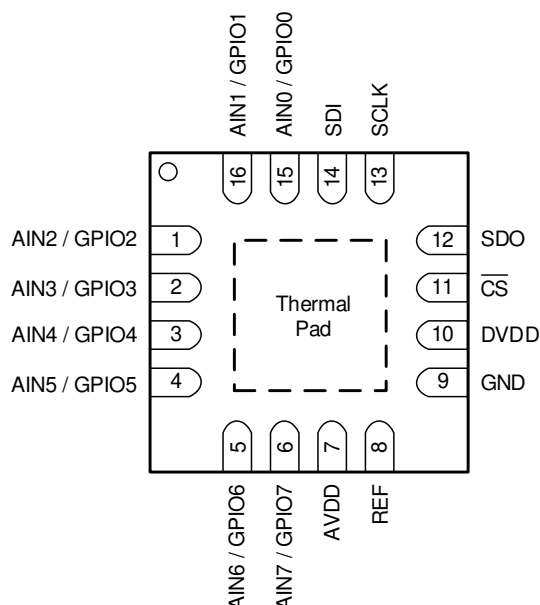 AIN1 / GPIO1
AIN0 / GPIO0
SDI
SCLK
16
15
14
13
AIN2 / GPIO2
1
12
SDO
AIN3 / GPIO3
2
11
C̅S̅
AIN4 / GPIO4
3
10
DVDD
AIN5 / GPIO5
4
9
GND
Thermal
Pad
5
6
7
8
AIN6 / GPIO6
AIN7 / GPIO7
AVDD
REF